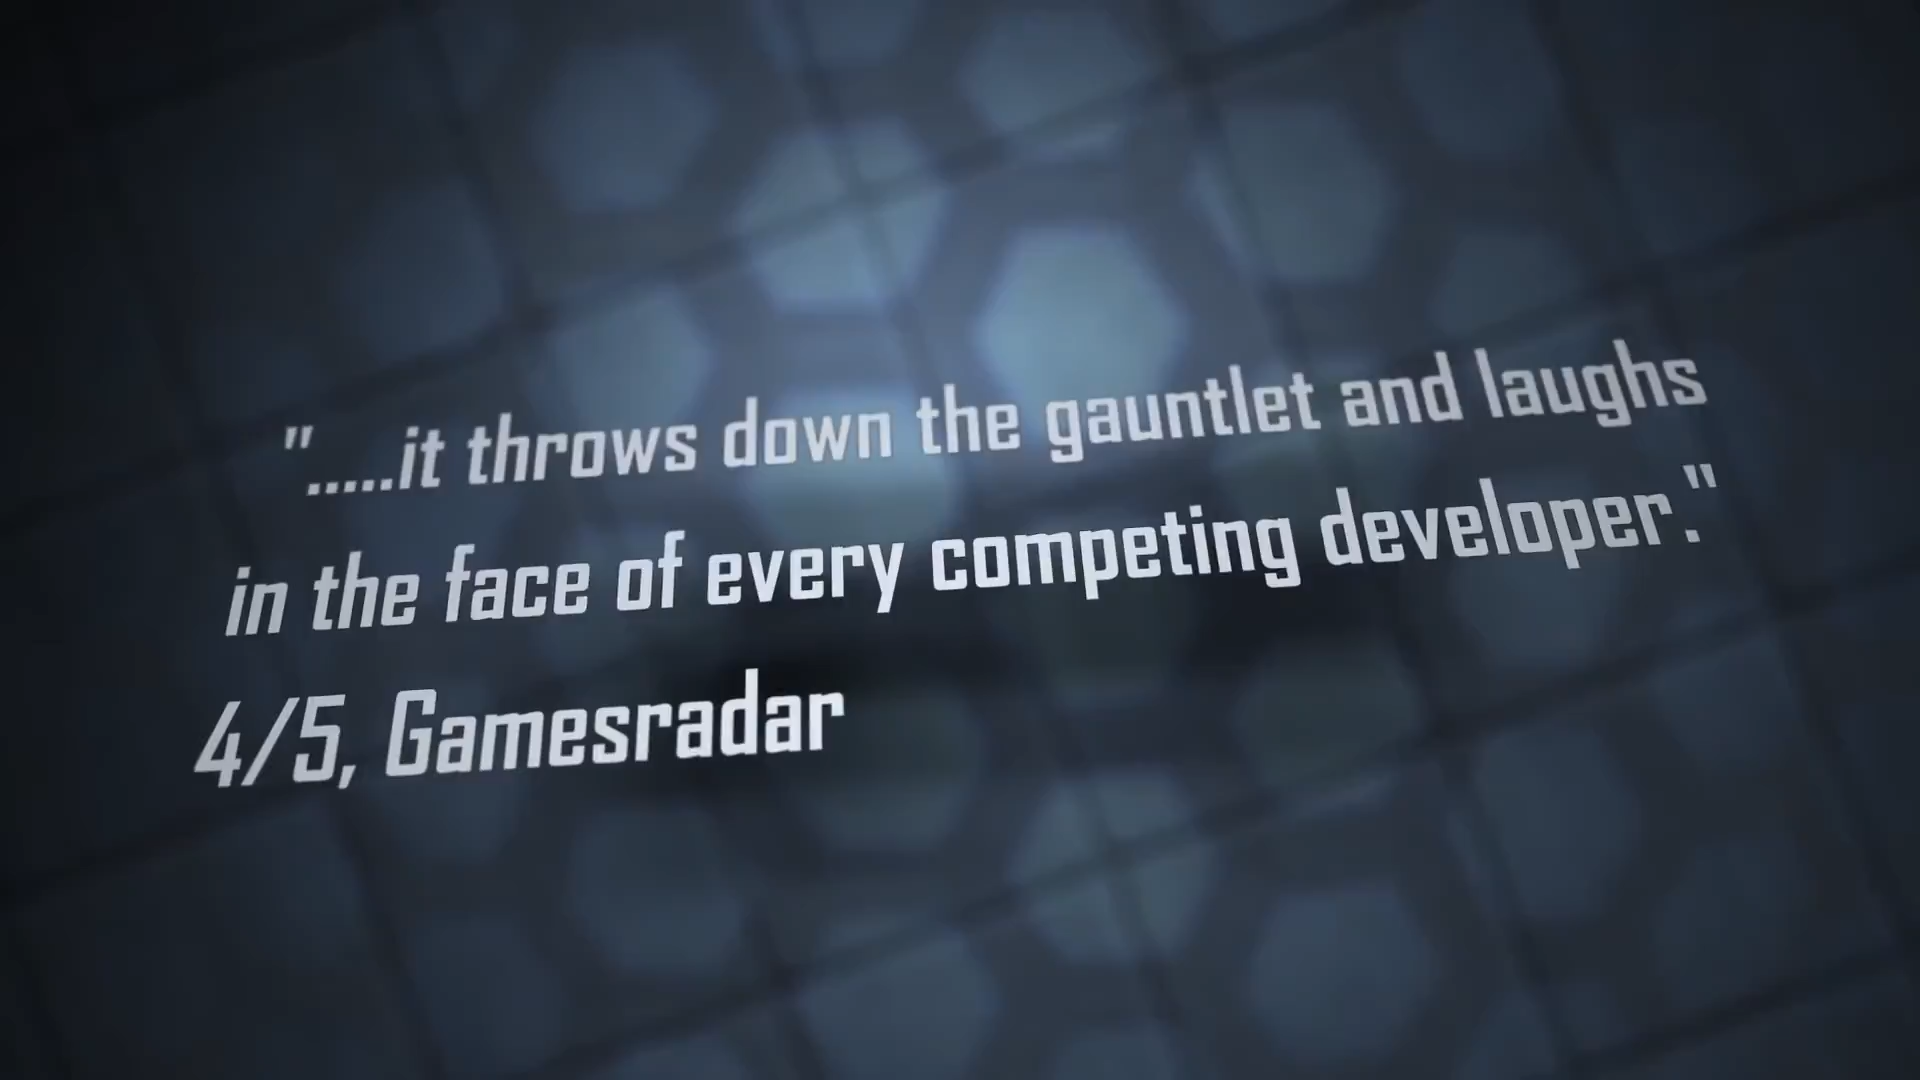 ".....it throws down the gauntlet and laughs
in the face of every competing developer."
4/5, Gamesradar